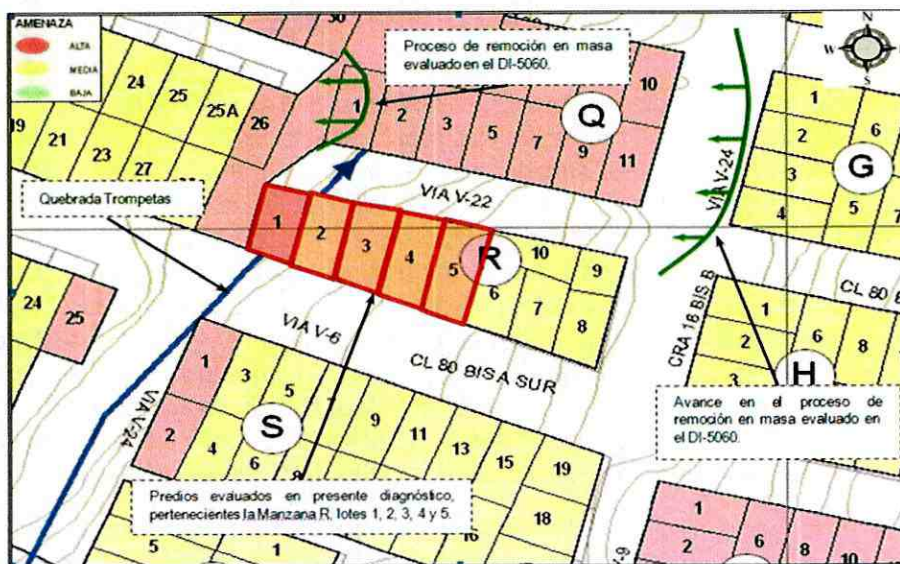 AMENAZA
ALTA
MEDIA
BAJA
Proceso de remoción en masa
evaluado en el DI-5060.
N
W
E
S
30
24
25
25A
26
19
21
23
27
1
2
3
5
7
9
10
11
Q
VIA V-22
VIA V-24
1
2
3
4
5
6
7
G
Quebrada Trompetas
1
2
3
4
5
R
6
7
8
9
10
24
25
VIA V-6
CL 80 BIS A SUR
CL 80 B
CRA 18 BIS B
1
2
3
6
8
H
VIA V-24
1
2
3
4
5
6
7
8
9
11
13
15
16
18
19
S
Avance en el proceso de
remoción en masa evaluado en
el DI-5060.
Predios evaluados en presente diagnóstico,
pertenecientes la Manzana R, lotes 1, 2, 3, 4 y 5.
5
1
V-9
1
2
6
8
10